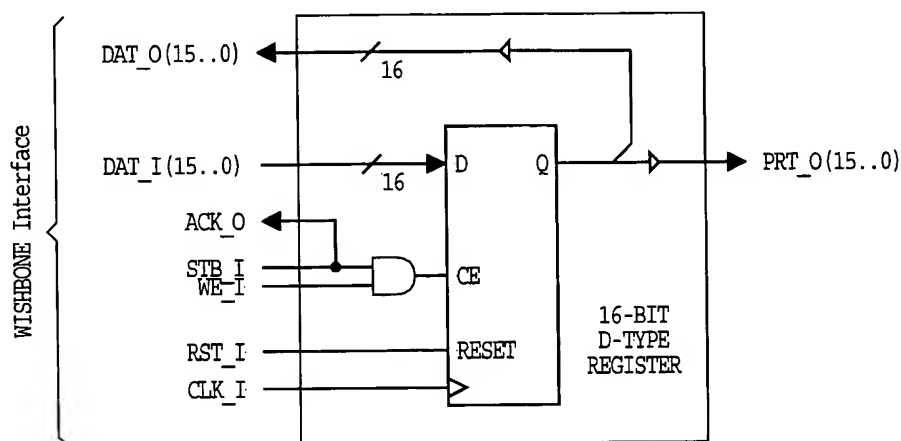 DAT_O(15..0)
16
DAT_I(15..0)
16
D
Q
PRT_O(15..0)
ACK_O
STB_I
WE_I
CE
RST_I
RESET
CLK_I
16-BIT
D-TYPE
REGISTER
WISHBONE Interface